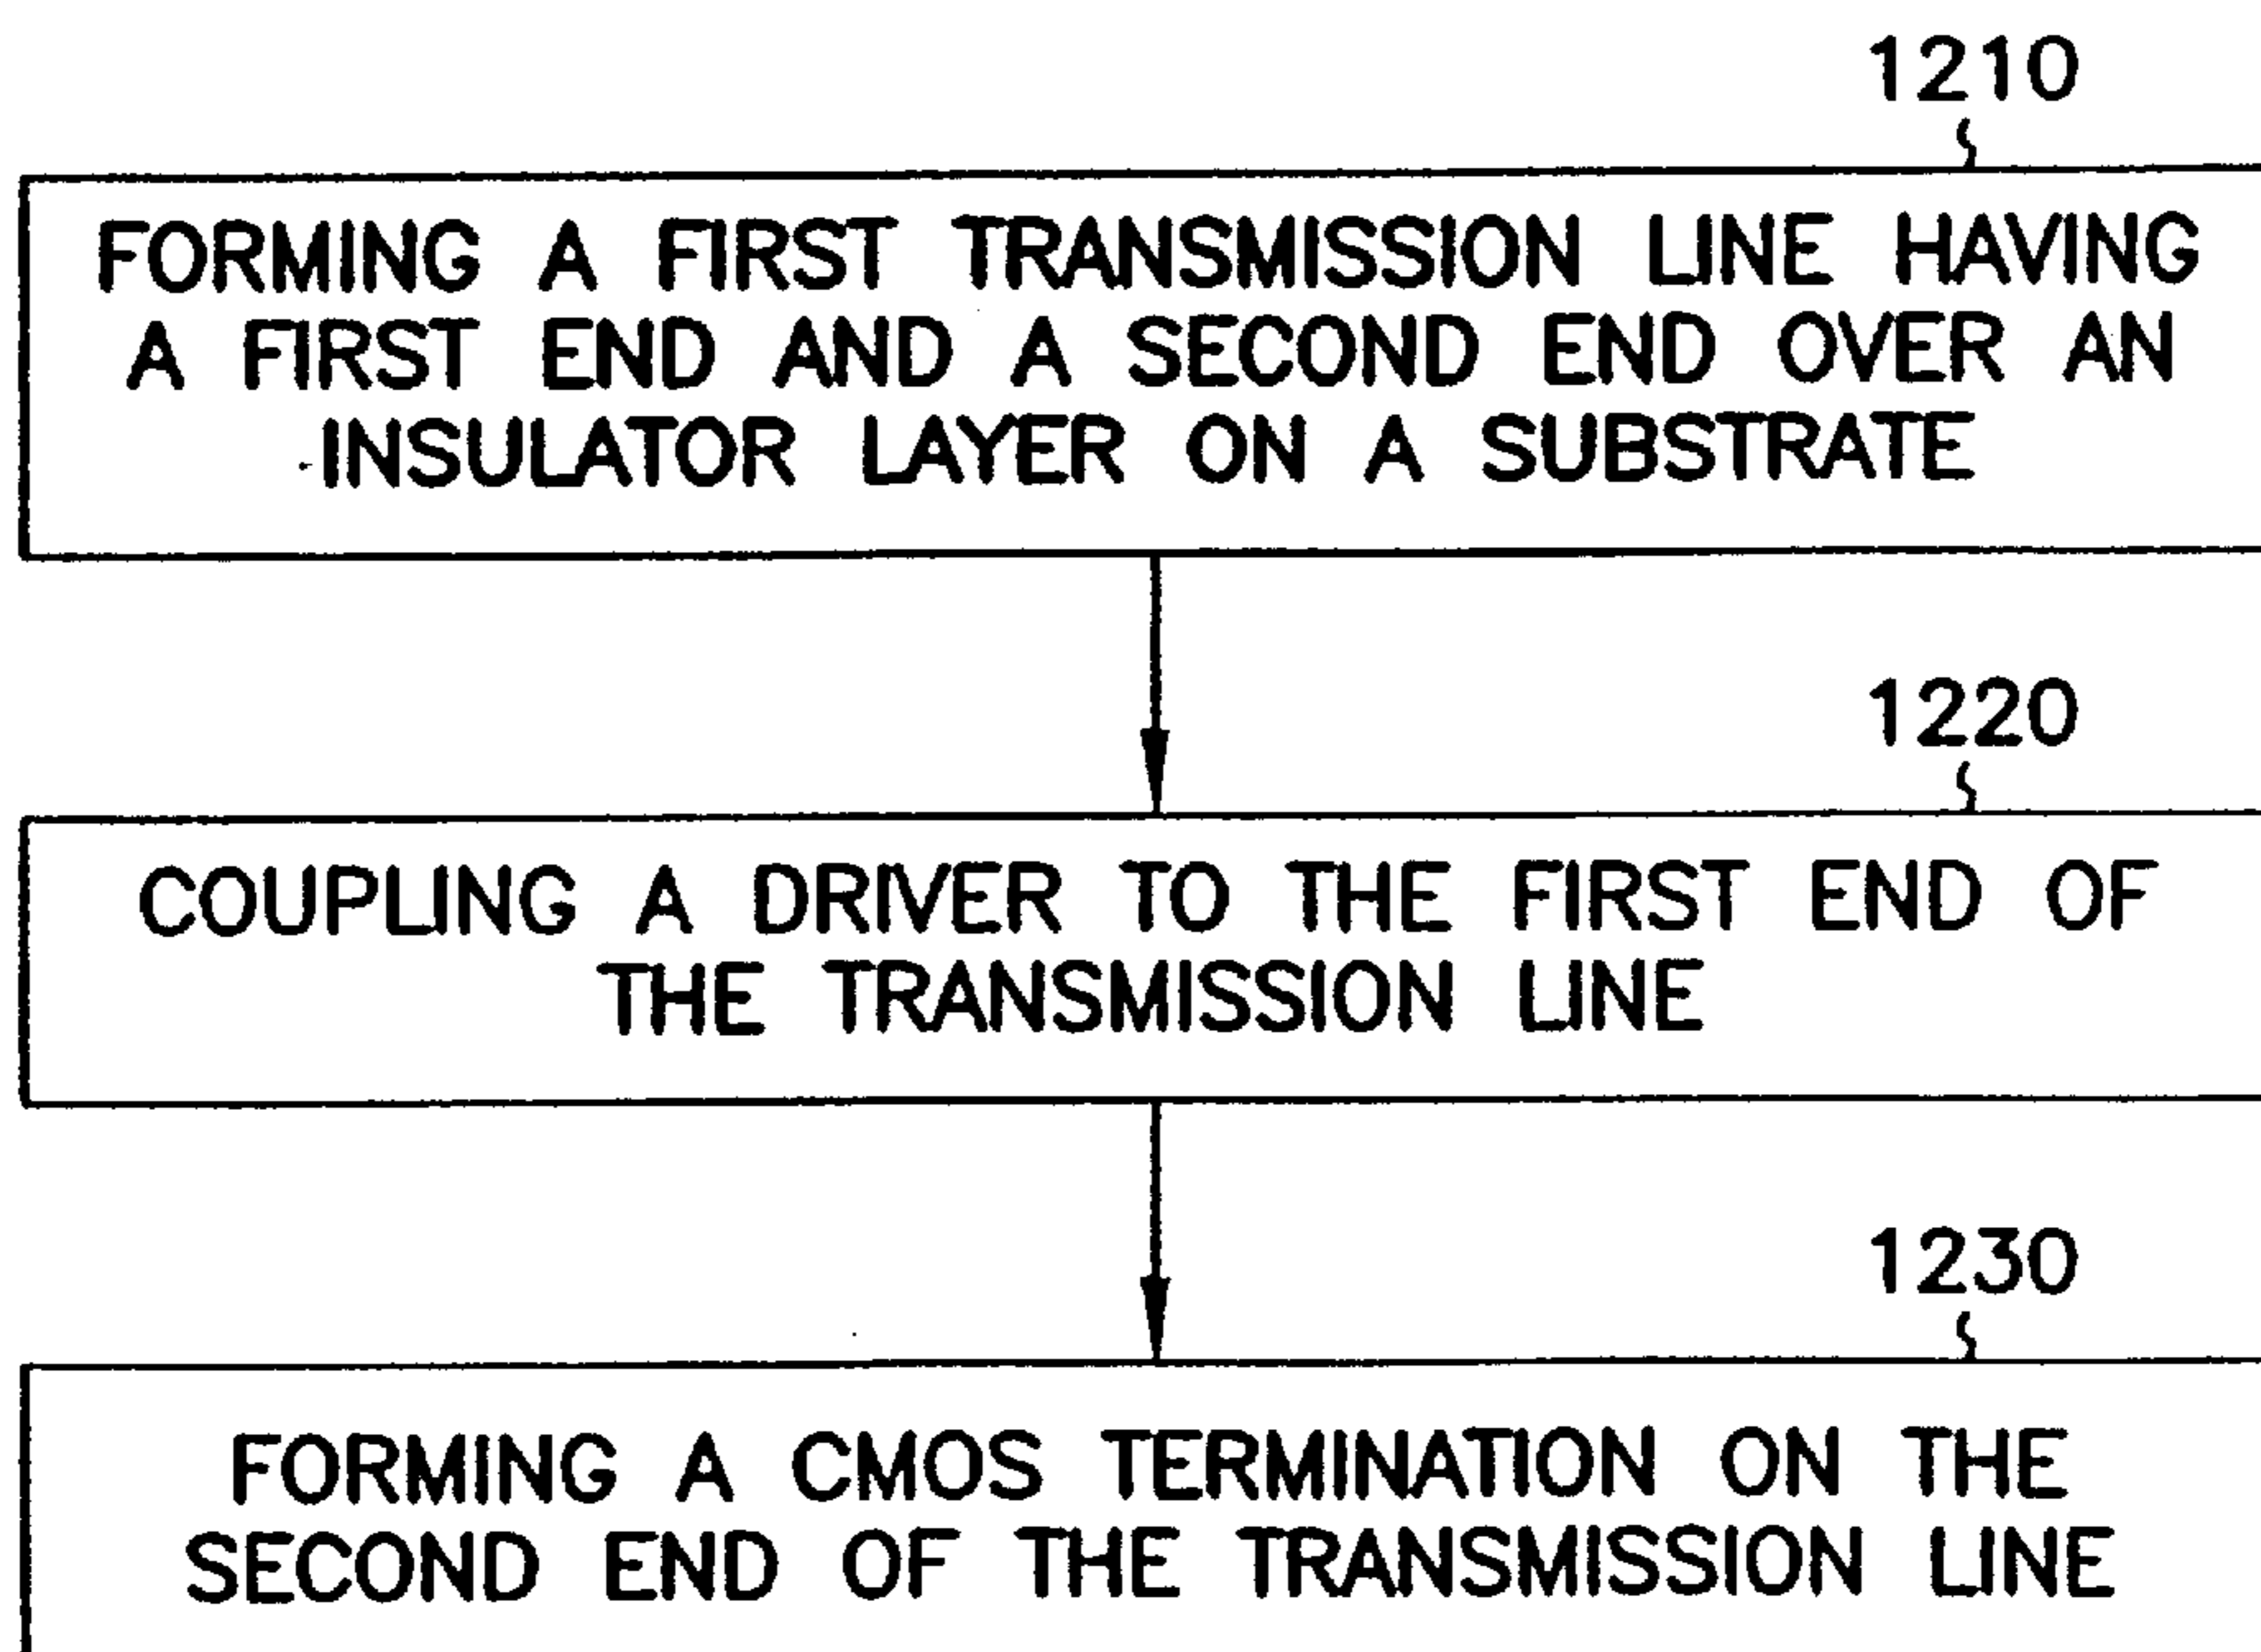 1210
FORMING A FIRST TRANSMISSION LINE HAVING
A FIRST END AND A SECOND END OVER AN
INSULATOR LAYER ON A SUBSTRATE
1220
COUPLING A DRIVER TO THE FIRST END OF
THE TRANSMISSION LINE
1230
FORMING A CMOS TERMINATION ON THE
SECOND END OF THE TRANSMISSION LINE